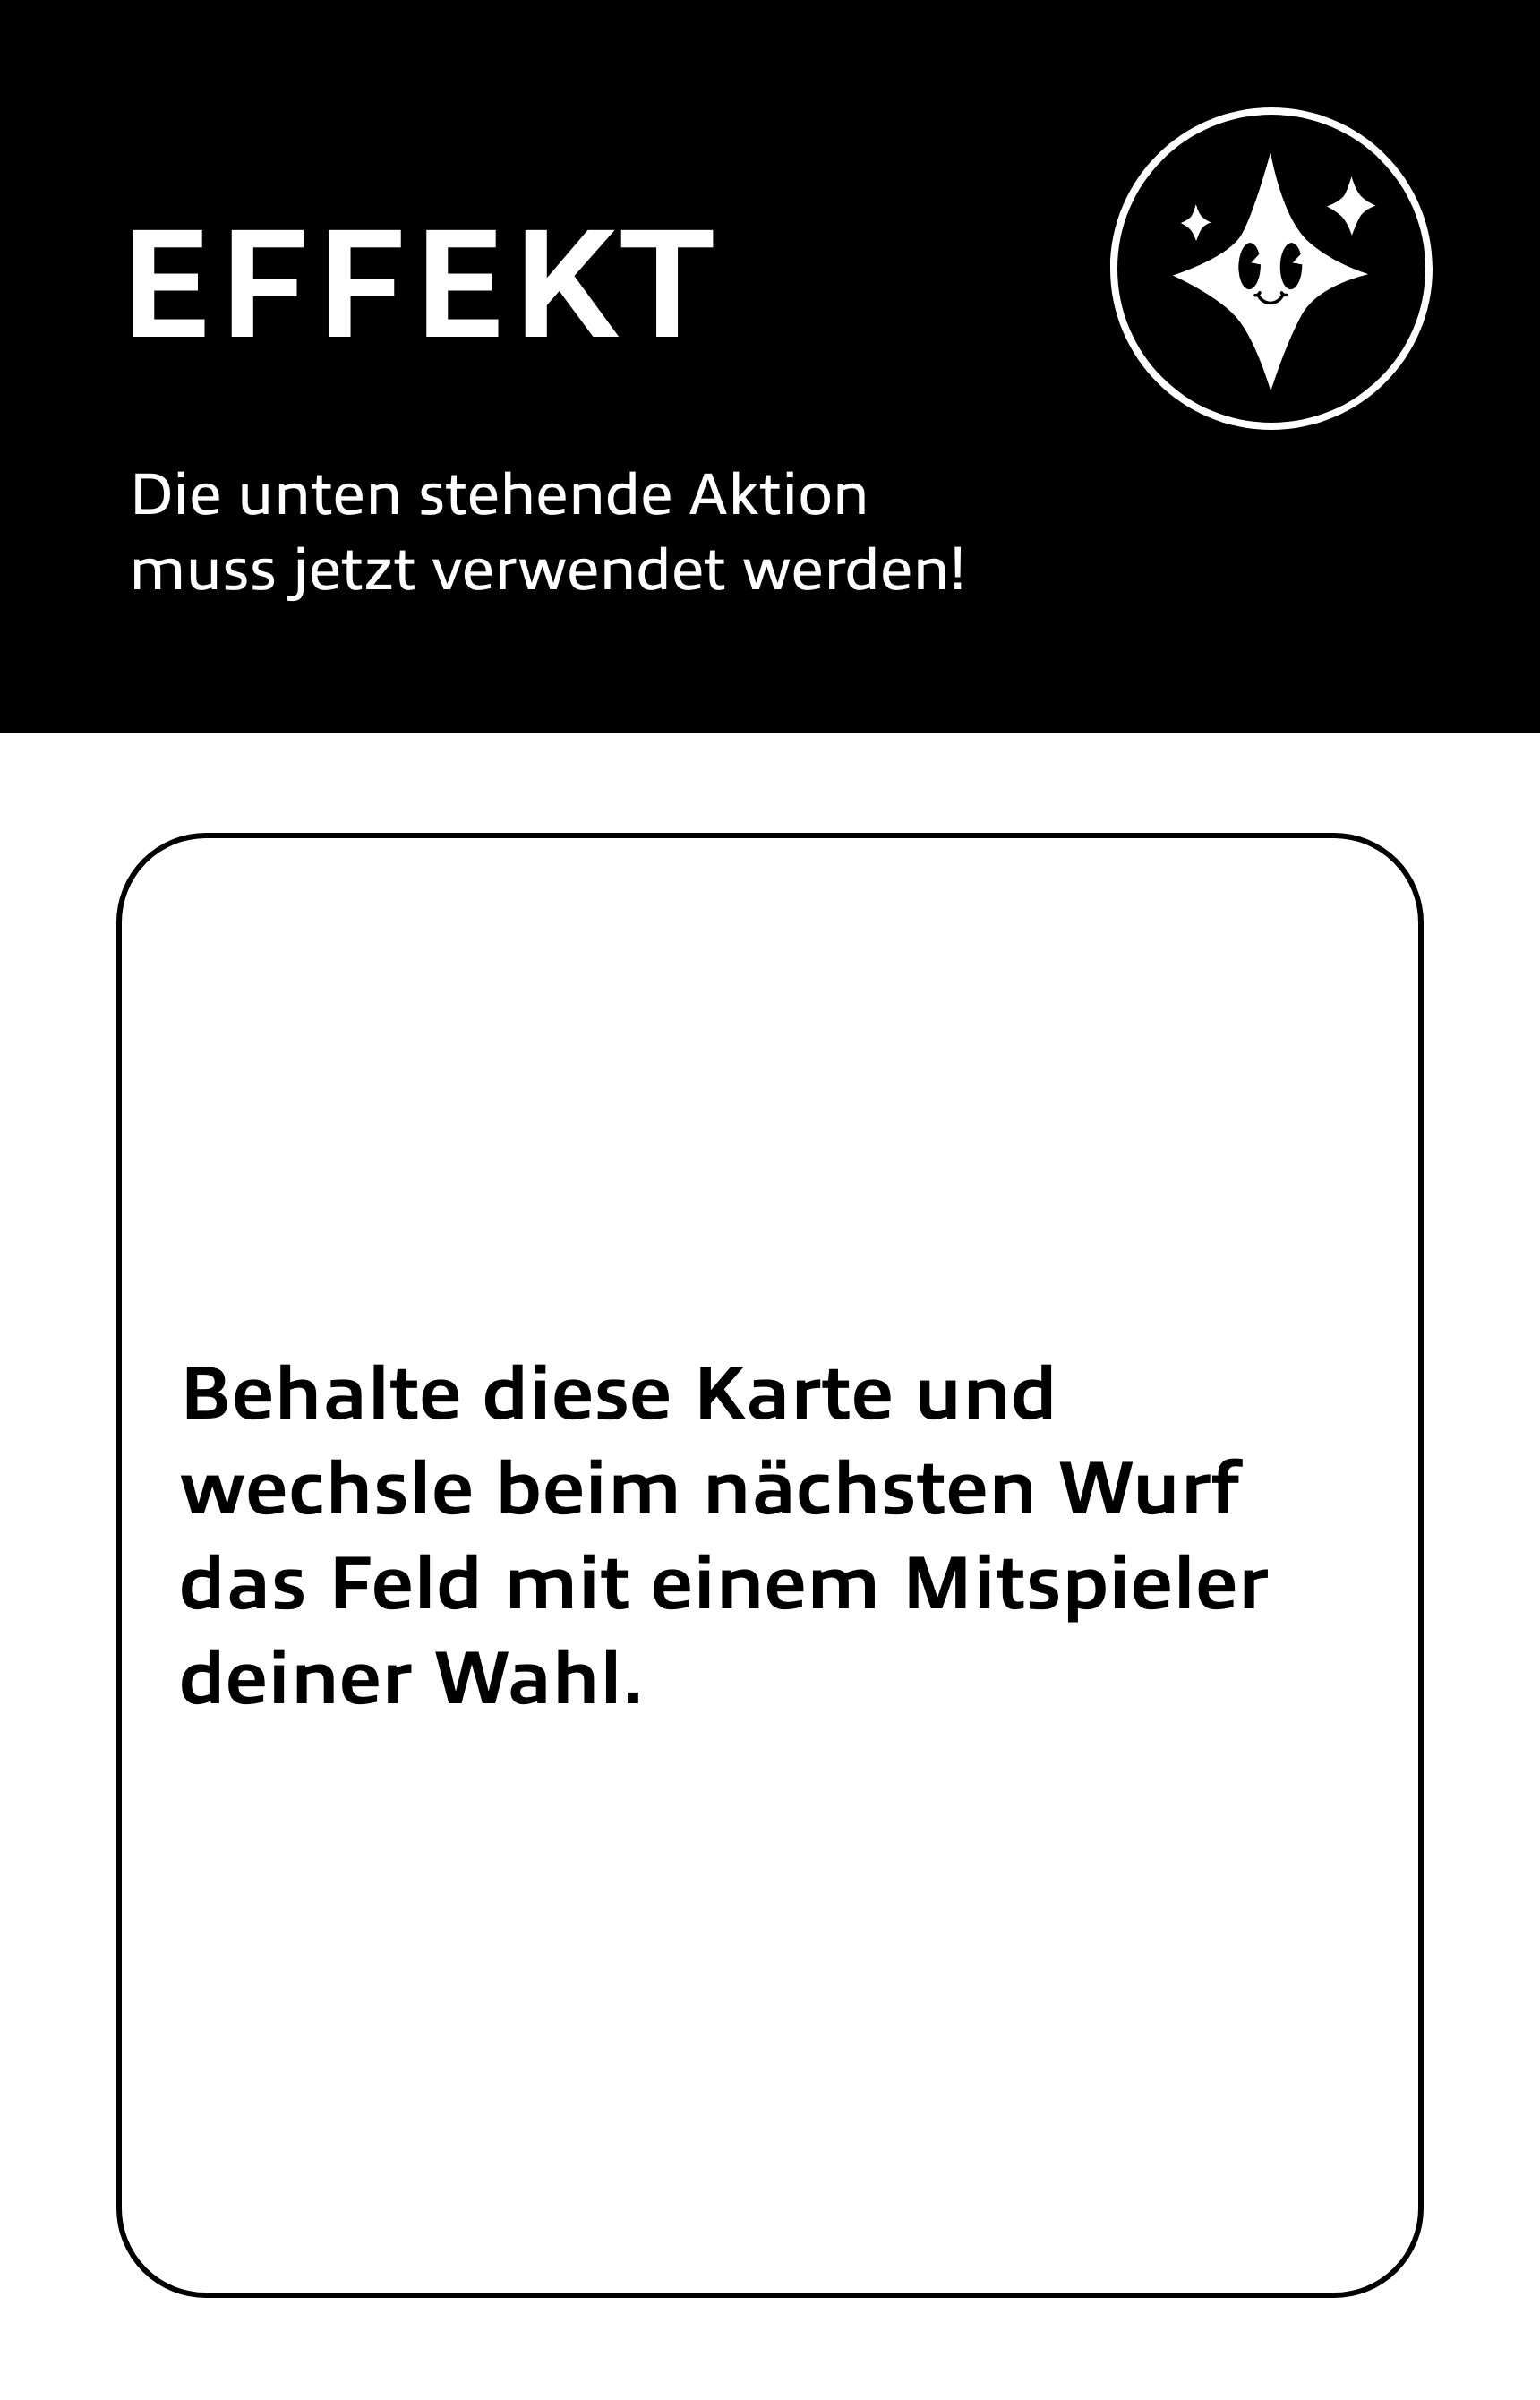 EFFEKT
Die unten stehende Aktion
muss jetzt verwendet werden!
Behalte diese Karte und
wechsle beim nächsten Wurf
das Feld mit einem Mitspieler
deiner Wahl.